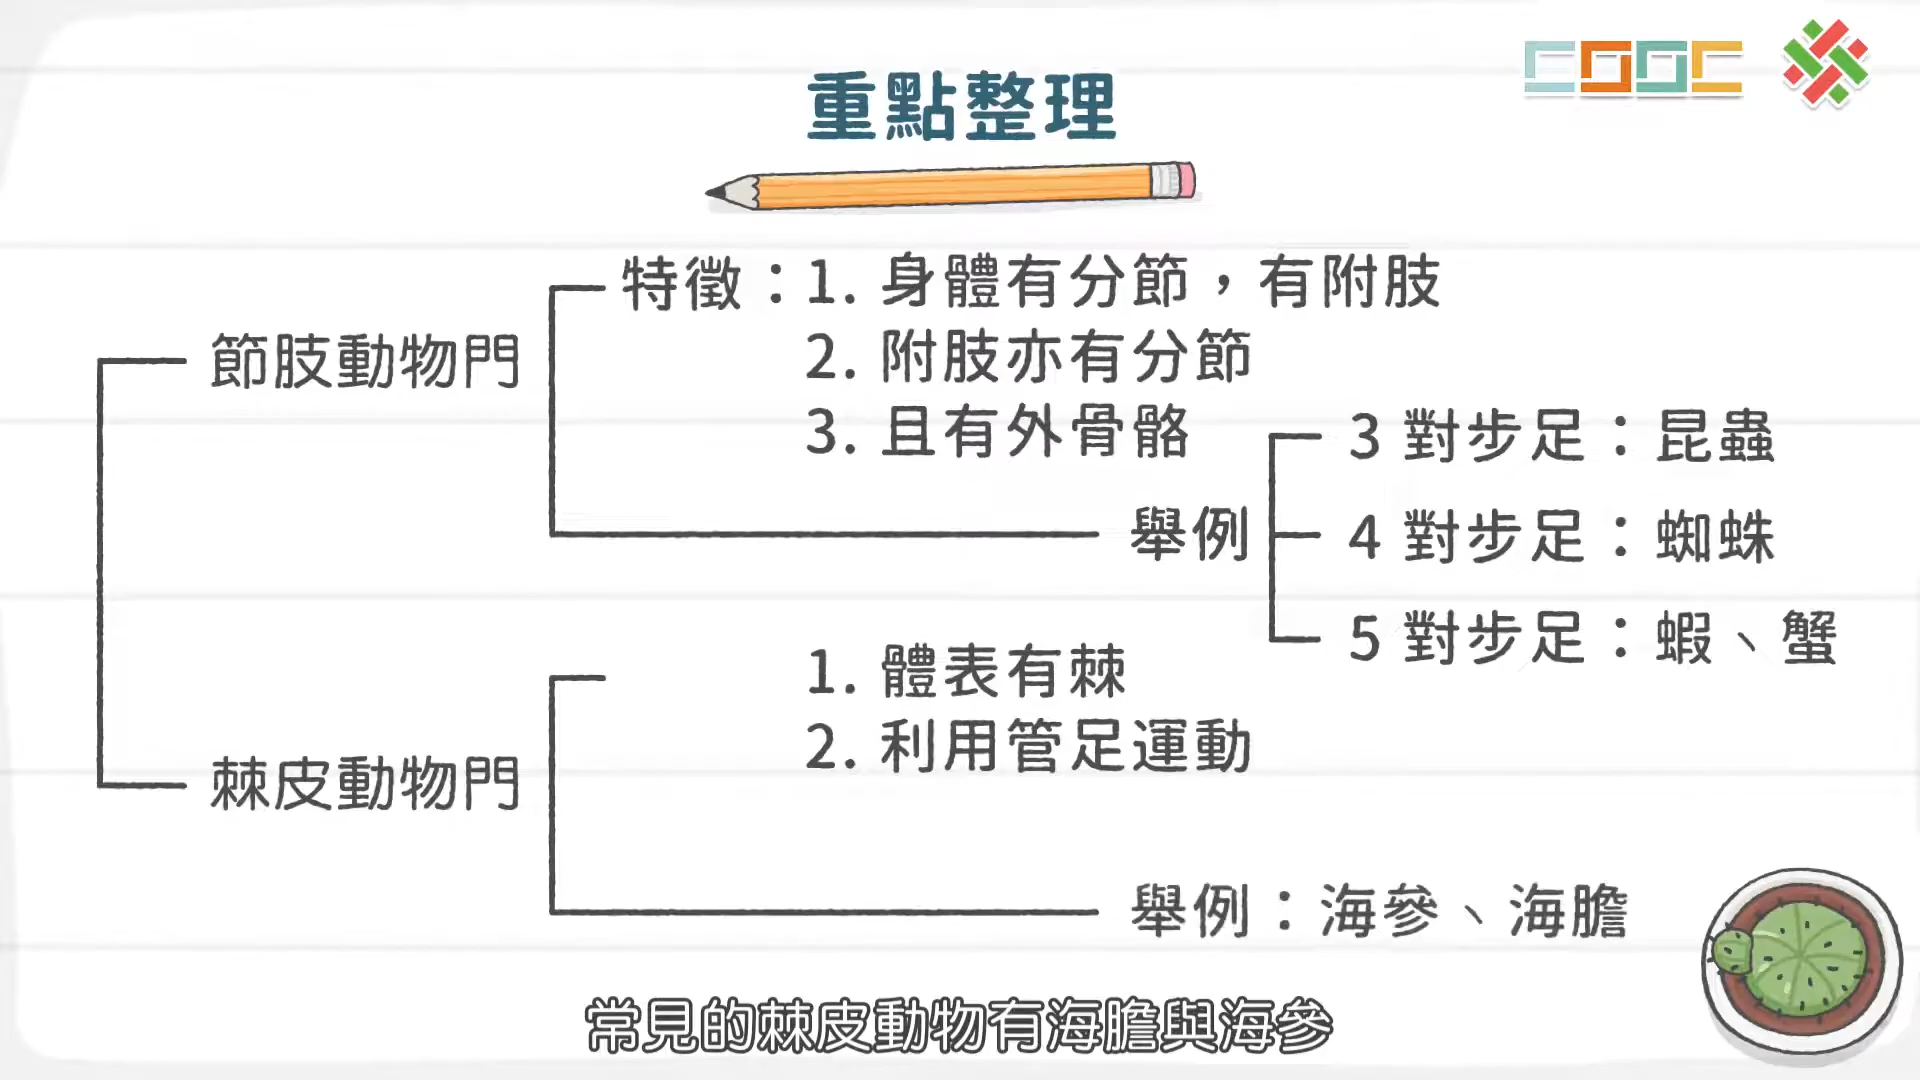 COOC
重點整理
節肢動物門
特徵：1. 身體有分節，有附肢
2. 附肢亦有分節
3. 且有外骨骼
舉例
3 對步足：昆蟲
4 對步足：蜘蛛
5 對步足：蝦、蟹
棘皮動物門
1. 體表有棘
2. 利用管足運動
舉例：海參、海膽
常見的棘皮動物有海膽與海參